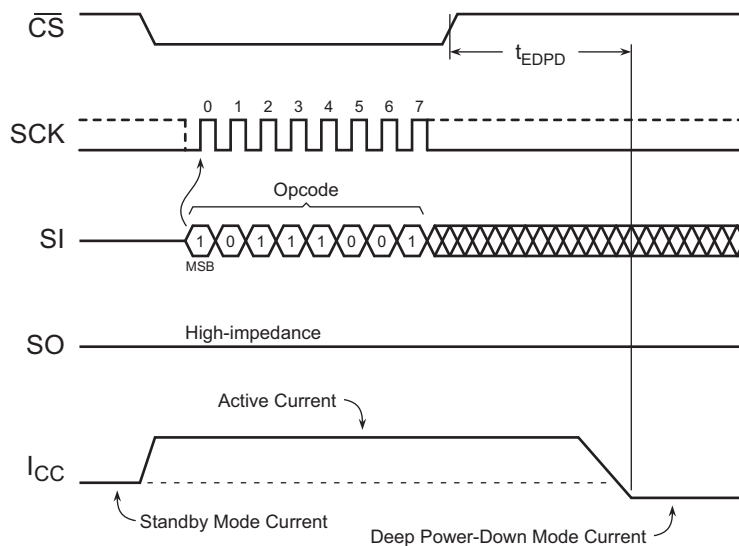 CS
tEDPD
0 1 2 3 4 5 6 7
SCK
Opcode
SI
1 0 1 1 1 0 0 1
MSB
High-impedance
SO
Active Current
ICC
Standby Mode Current
Deep Power-Down Mode Current